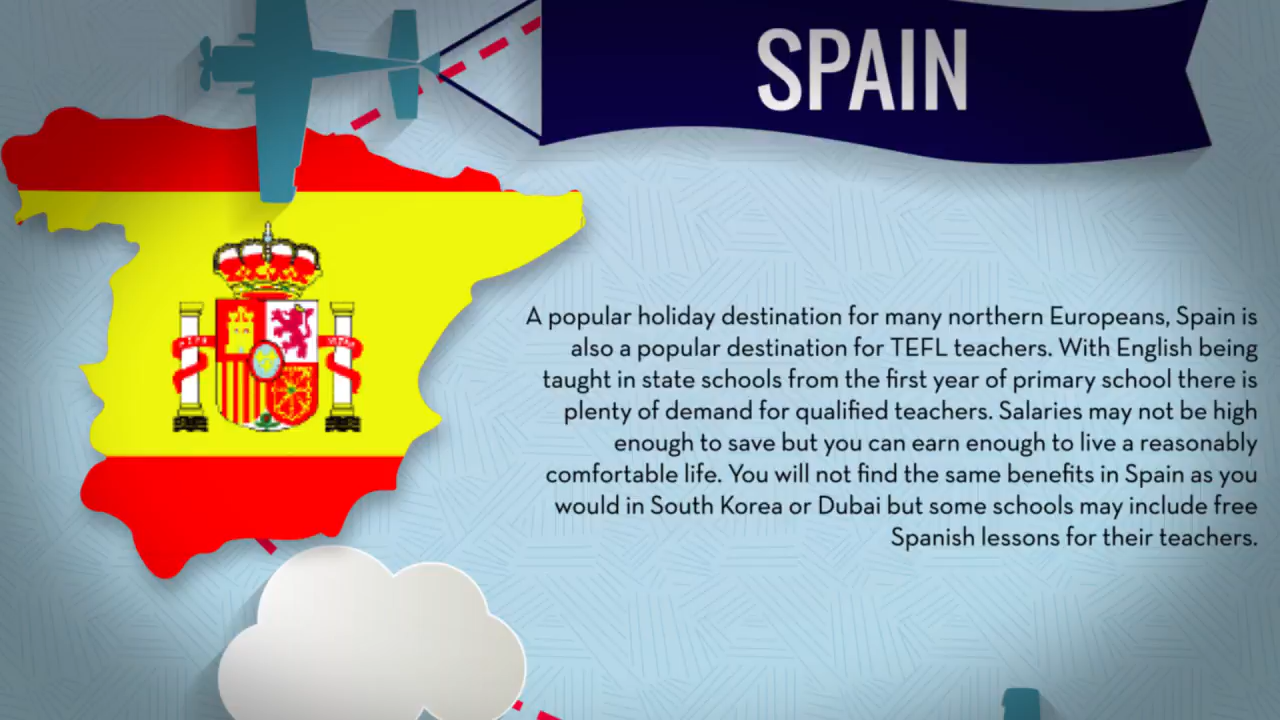 SPAIN
A popular holiday destination for many northern Europeans, Spain is
also a popular destination for TEFL teachers. With English being
taught in state schools from the first year of primary school there is
plenty of demand for qualified teachers. Salaries may not be high
enough to save but you can earn enough to live a reasonably
comfortable life. You will not find the same benefits in Spain as you
would in South Korea or Dubai but some schools may include free
Spanish lessons for their teachers.